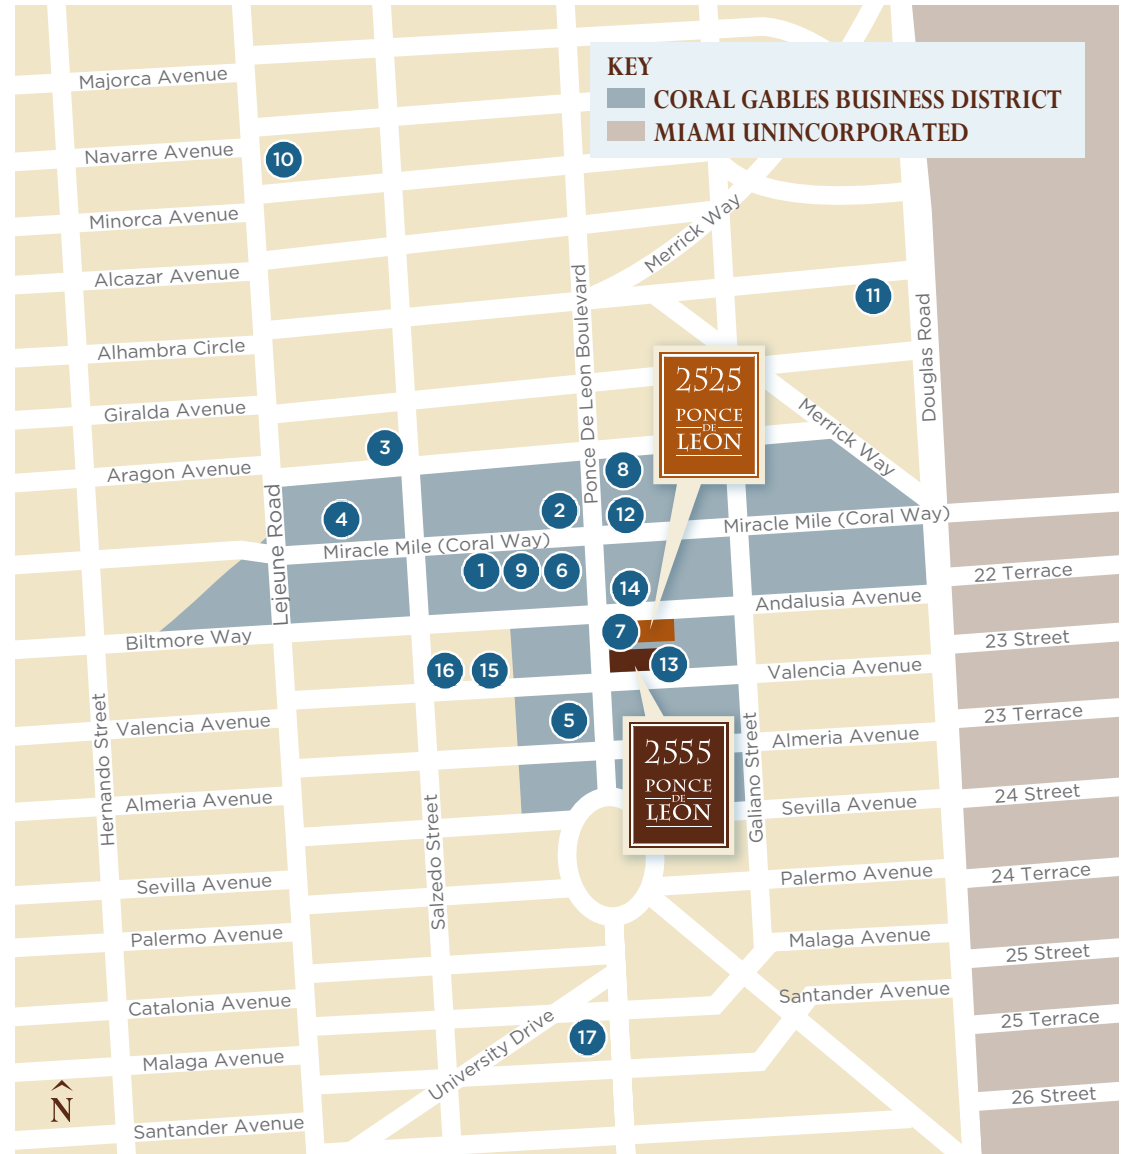 KEY
CORAL GABLES BUSINESS DISTRICT
MIAMI UNINCORPORATED
Majorca Avenue
Navarre Avenue
10
Minorca Avenue
Merrick Way
Alcazar Avenue
11
Alhambra Circle
Ponce De Leon Boulevard
Douglas Road
2525
PONCE
DE
LEON
Giralda Avenue
Merrick Way
3
Aragon Avenue
8
4
2
12
Miracle Mile (Coral Way)
Miracle Mile (Coral Way)
Lejeune Road
1
9
6
14
22 Terrace
Andalusia Avenue
Biltmore Way
7
23 Street
16
15
13
Valencia Avenue
Hernando Street
Valencia Avenue
5
23 Terrace
Almeria Avenue
2555
PONCE
DE
LEON
Galiano Street
Almeria Avenue
Salzedo Street
24 Street
Sevilla Avenue
Sevilla Avenue
Palermo Avenue
24 Terrace
Palermo Avenue
Malaga Avenue
25 Street
Catalonia Avenue
Santander Avenue
University Drive
17
25 Terrace
Malaga Avenue
26 Street
N
Santander Avenue